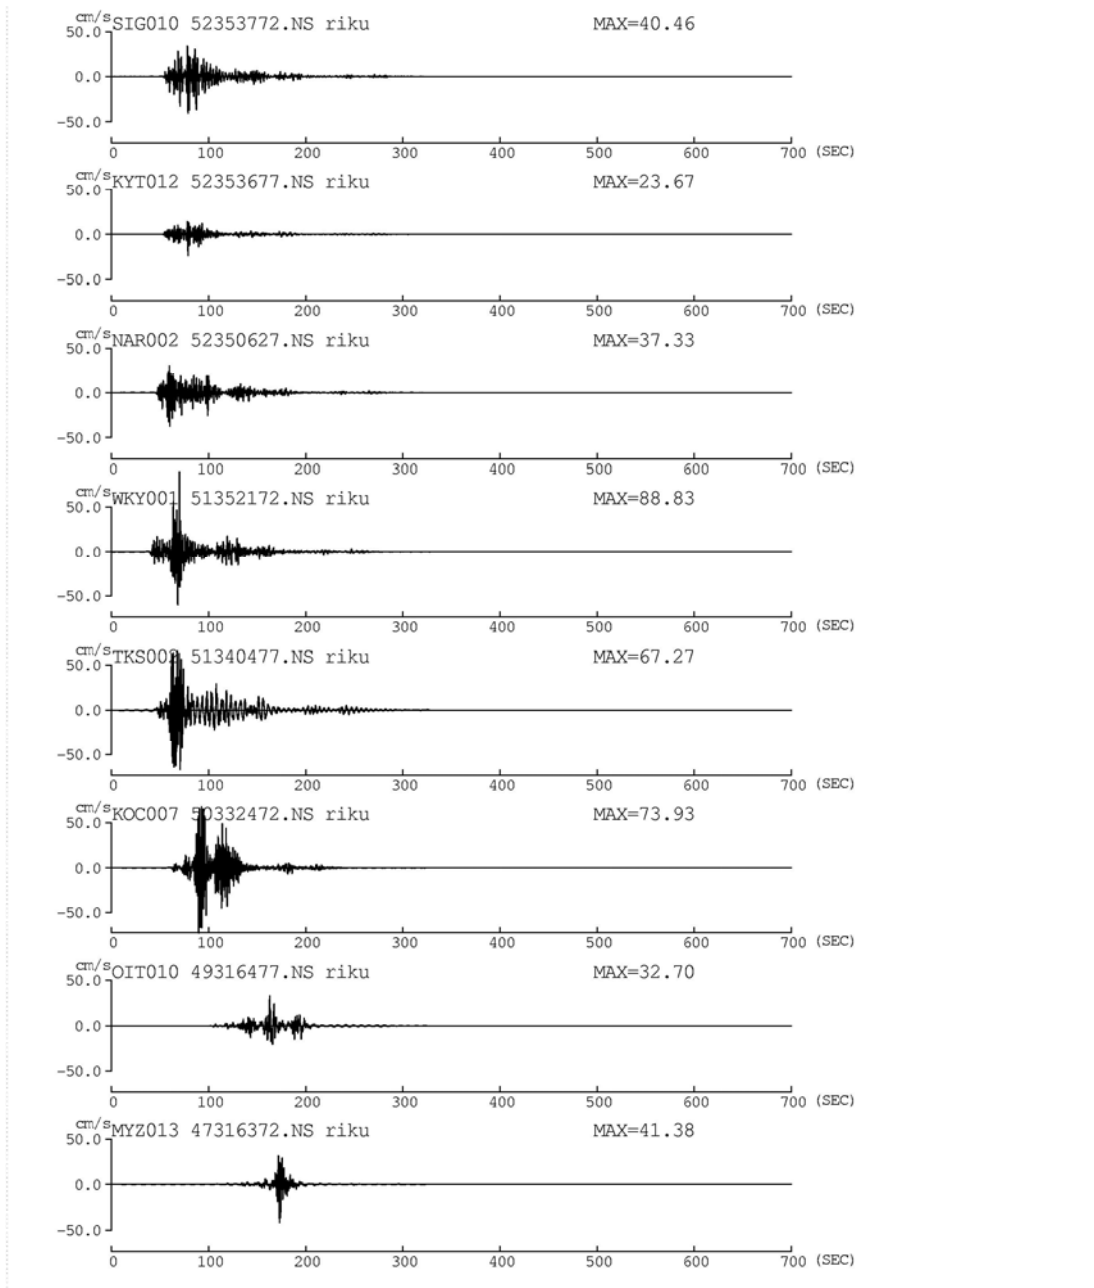 cm/s SIG010 52353772.NS riku MAX=40.46
50.0
0.0
-50.0
0 100 200 300 400 500 600 700 (SEC)
cm/s KYT012 52353677.NS riku MAX=23.67
50.0
0.0
-50.0
0 100 200 300 400 500 600 700 (SEC)
cm/s NAR002 52350627.NS riku MAX=37.33
50.0
0.0
-50.0
0 100 200 300 400 500 600 700 (SEC)
cm/s WKY001 51352172.NS riku MAX=88.83
50.0
0.0
-50.0
0 100 200 300 400 500 600 700 (SEC)
cm/s 51340477.NS riku MAX=67.27
50.0
0.0
-50.0
0 100 200 300 400 500 600 700 (SEC)
cm/s KOC007 50332472.NS riku MAX=73.93
50.0
0.0
-50.0
0 100 200 300 400 500 600 700 (SEC)
cm/s OIT010 49316477.NS riku MAX=32.70
50.0
0.0
-50.0
0 100 200 300 400 500 600 700 (SEC)
cm/s MYZ013 47316372.NS riku MAX=41.38
50.0
0.0
-50.0
0 100 200 300 400 500 600 700 (SEC)